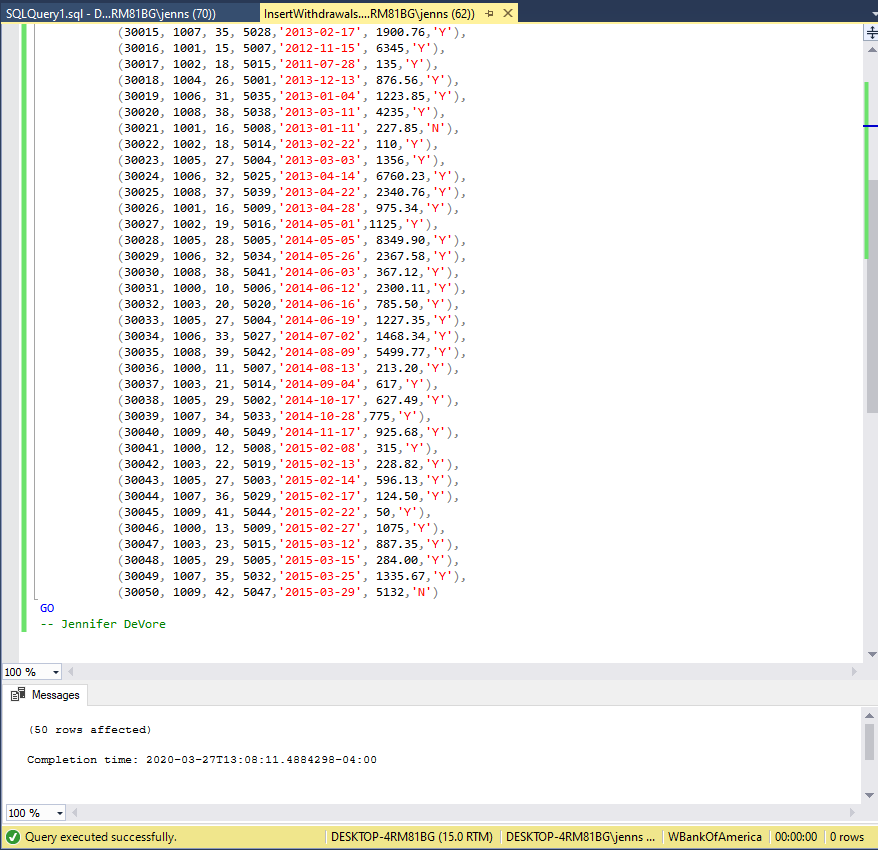 SQLQuery1.sql - D...RM81BG\jenns (70))
InsertWithdrawals....RM81BG\jenns (62))
(30015, 1007, 35, 5028,'2013-02-17', 1900.76,'Y'),
(30016, 1001, 15, 5007,'2012-11-15', 6345,'Y'),
(30017, 1002, 18, 5015,'2011-07-28', 135,'Y'),
(30018, 1004, 26, 5001,'2013-12-13', 876.56,'Y'),
(30019, 1006, 31, 5035,'2013-01-04', 1223.85,'Y'),
(30020, 1008, 38, 5038,'2013-03-11', 4235,'Y'),
(30021, 1001, 16, 5008,'2013-01-11', 227.85,'N'),
(30022, 1002, 18, 5014,'2013-02-22', 110,'Y'),
(30023, 1005, 27, 5004,'2013-03-03', 1356,'Y'),
(30024, 1006, 32, 5025,'2013-04-14', 6760.23,'Y'),
(30025, 1008, 37, 5039,'2013-04-22', 2340.76,'Y'),
(30026, 1001, 16, 5009,'2013-04-28', 975.34,'Y'),
(30027, 1002, 19, 5016,'2014-05-01',1125,'Y'),
(30028, 1005, 28, 5005,'2014-05-05', 8349.90,'Y'),
(30029, 1006, 32, 5034,'2014-05-26', 2367.58,'Y'),
(30030, 1008, 38, 5041,'2014-06-03', 367.12,'Y'),
(30031, 1000, 10, 5006,'2014-06-12', 2300.11,'Y'),
(30032, 1003, 20, 5020,'2014-06-16', 785.50,'Y'),
(30033, 1005, 27, 5004,'2014-06-19', 1227.35,'Y'),
(30034, 1006, 33, 5027,'2014-07-02', 1468.34,'Y'),
(30035, 1008, 39, 5042,'2014-08-09', 5499.77,'Y'),
(30036, 1000, 11, 5007,'2014-08-13', 213.20,'Y'),
(30037, 1003, 21, 5014,'2014-09-04', 617,'Y'),
(30038, 1005, 29, 5002,'2014-10-17', 627.49,'Y'),
(30039, 1007, 34, 5033,'2014-10-28',775,'Y'),
(30040, 1009, 40, 5049,'2014-11-17', 925.68,'Y'),
(30041, 1000, 12, 5008,'2015-02-08', 315,'Y'),
(30042, 1003, 22, 5019,'2015-02-13', 228.82,'Y'),
(30043, 1005, 27, 5003,'2015-02-14', 596.13,'Y'),
(30044, 1007, 36, 5029,'2015-02-17', 124.50,'Y'),
(30045, 1009, 41, 5044,'2015-02-22', 50,'Y'),
(30046, 1000, 13, 5009,'2015-02-27', 1075,'Y'),
(30047, 1003, 23, 5015,'2015-03-12', 887.35,'Y'),
(30048, 1005, 29, 5005,'2015-03-15', 284.00,'Y'),
(30049, 1007, 35, 5032,'2015-03-25', 1335.67,'Y'),
(30050, 1009, 42, 5047,'2015-03-29', 5132,'N')
GO
-- Jennifer DeVore
100 %
Messages
(50 rows affected)
Completion time: 2020-03-27T13:08:11.4884298-04:00
100 %
Query executed successfully.
DESKTOP-4RM81BG (15.0 RTM)
DESKTOP-4RM81BG\jenns ...
WBankOfAmerica
00:00:00
0 rows